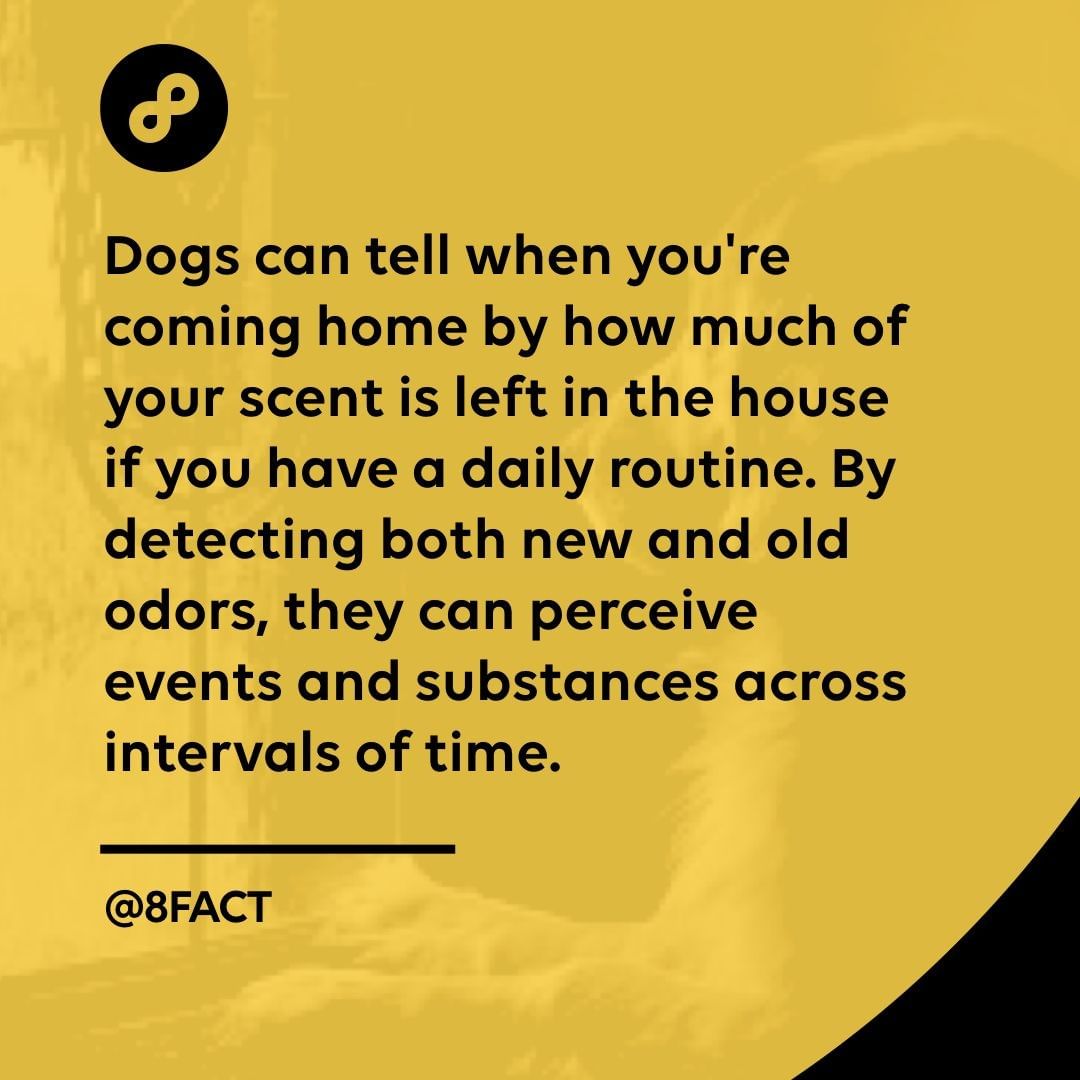 Dogs can tell when you're
coming home by how much of
your scent is left in the house
if you have a daily routine. By
detecting both new and old
odors, they can perceive
events and substances across
intervals of time.
@8FACT